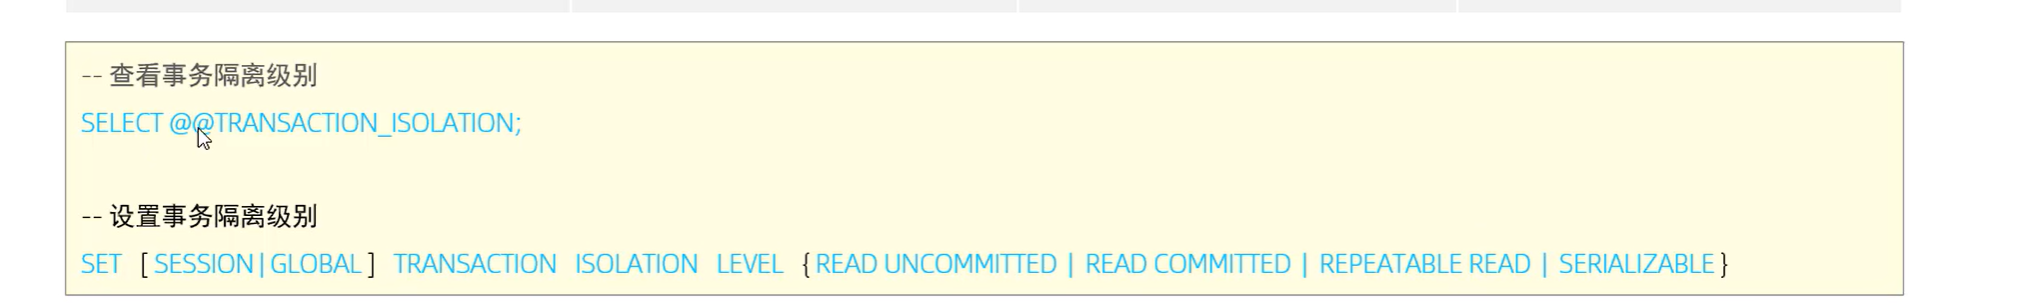 -- 查看事务隔离级别
SELECT @@TRANSACTION_ISOLATION;
-- 设置事务隔离级别
SET [ SESSION | GLOBAL ] TRANSACTION ISOLATION LEVEL { READ UNCOMMITTED | READ COMMITTED | REPEATABLE READ | SERIALIZABLE }